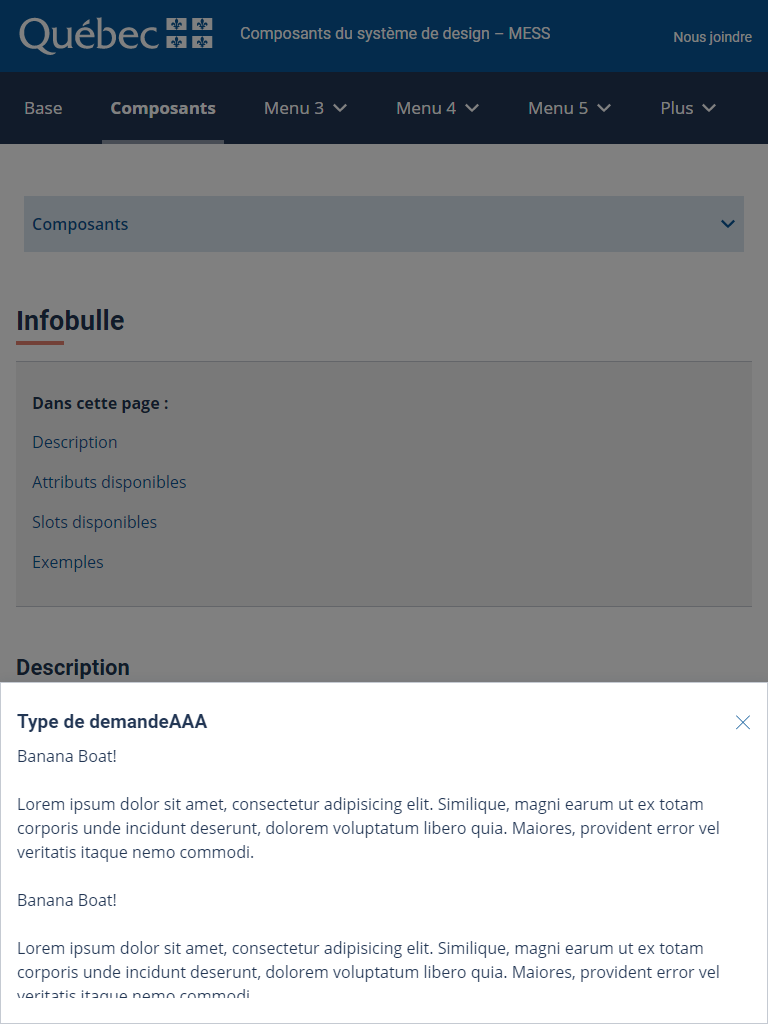 Québec
Composants du système de design – MESS
Nous joindre
Base
Composants
Menu 3
Menu 4
Menu 5
Plus
Composants
Infobulle
Dans cette page :
Description
Attributs disponibles
Slots disponibles
Exemples
Description
Type de demandeAAA
Banana Boat!
Lorem ipsum dolor sit amet, consectetur adipisicing elit. Similique, magni earum ut ex totam
corporis unde incidunt deserunt, dolorem voluptatum libero quia. Maiores, provident error vel
veritatis itaque nemo commodi.
Banana Boat!
Lorem ipsum dolor sit amet, consectetur adipisicing elit. Similique, magni earum ut ex totam
corporis unde incidunt deserunt, dolorem voluptatum libero quia. Maiores, provident error vel
veritatis itaque nemo commodi.